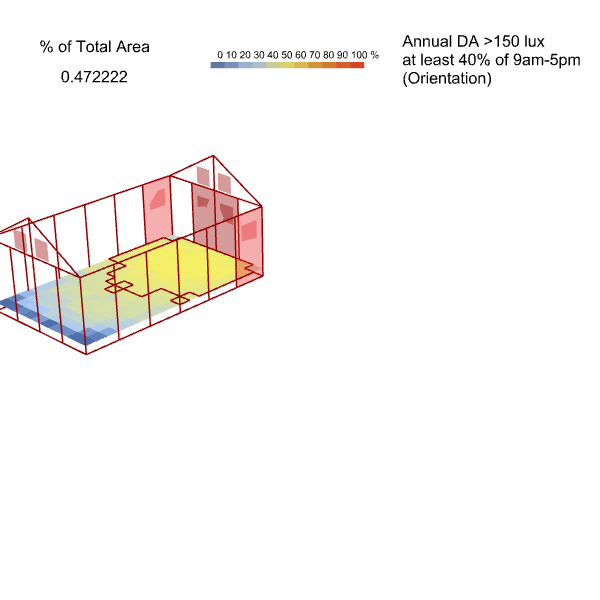 % of Total Area
0.472222
0 10 20 30 40 50 60 70 80 90 100 %
Annual DA >150 lux
at least 40% of 9am-5pm
(Orientation)